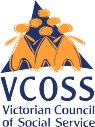 VCOSS
Victorian Council
of Social Service